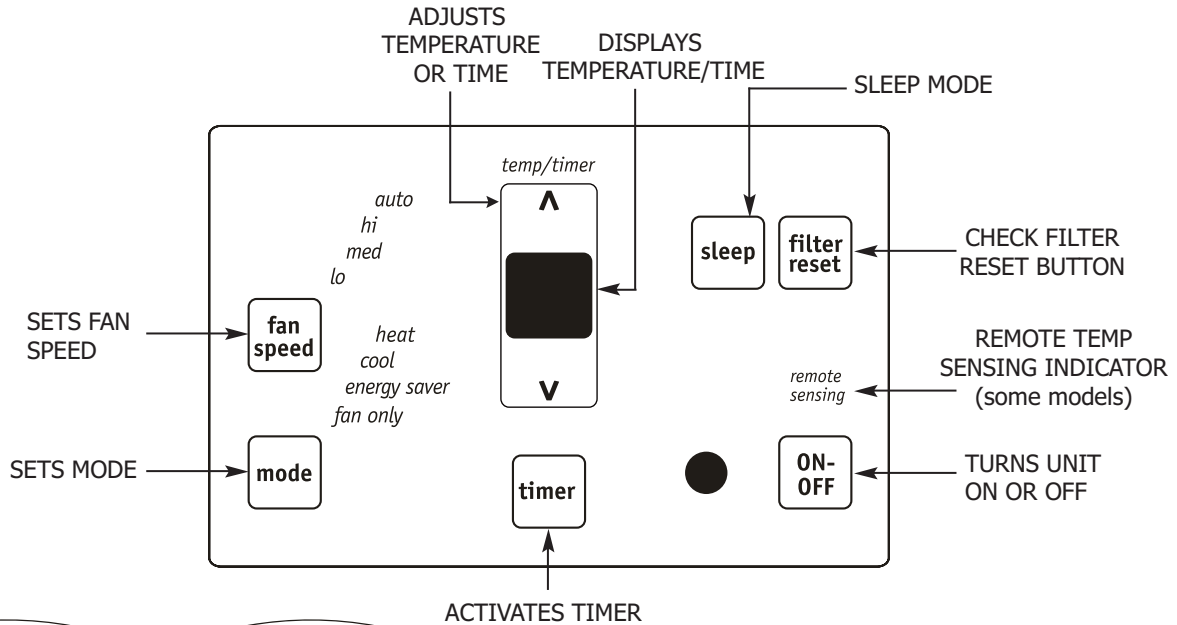 ADJUSTS
TEMPERATURE
OR TIME
DISPLAYS
TEMPERATURE/TIME
SLEEP MODE
temp/timer
auto
hi
med
lo
sleep
filter
reset
CHECK FILTER
RESET BUTTON
SETS FAN
SPEED
fan
speed
heat
cool
energy saver
fan only
remote
sensing
REMOTE TEMP
SENSING INDICATOR
(some models)
SETS MODE
mode
timer
ON-
OFF
TURNS UNIT
ON OR OFF
ACTIVATES TIMER